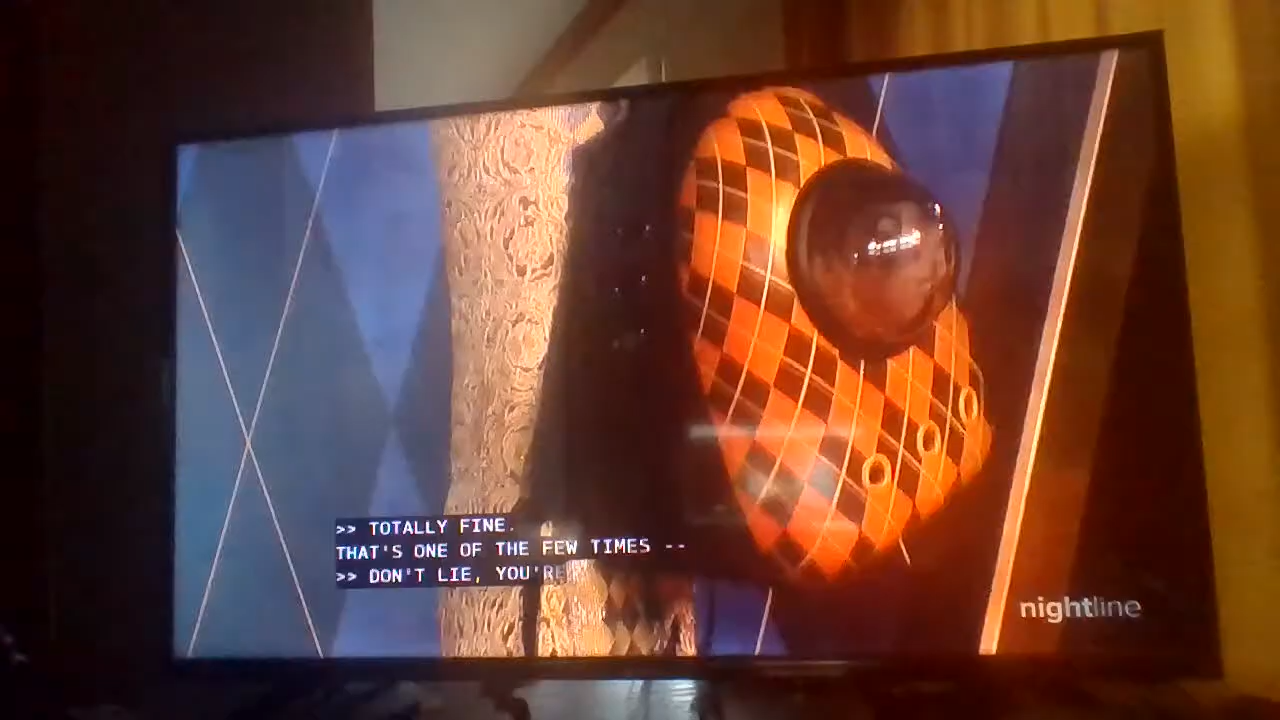 >> TOTALLY FINE.
THAT'S ONE OF THE FEW TIMES --
>> DON'T LIE, YOU'RE
nightline